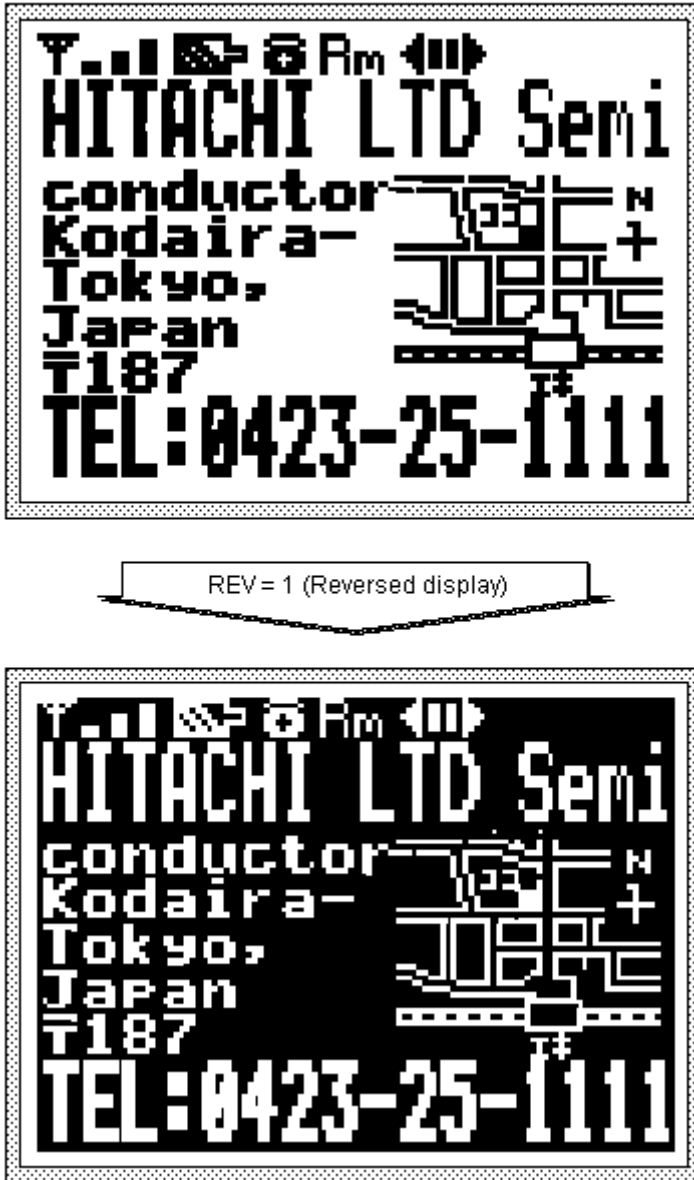 Rm
HITACHI LTD Semi
conductor
Kodaira-
N
Tokyo,
Japan
〒187
TEL:0423-25-1111
REV = 1 (Reversed display)
Rm
HITACHI LTD Semi
conductor
Kodaira-
N
Tokyo,
Japan
〒187
TEL:0423-25-1111